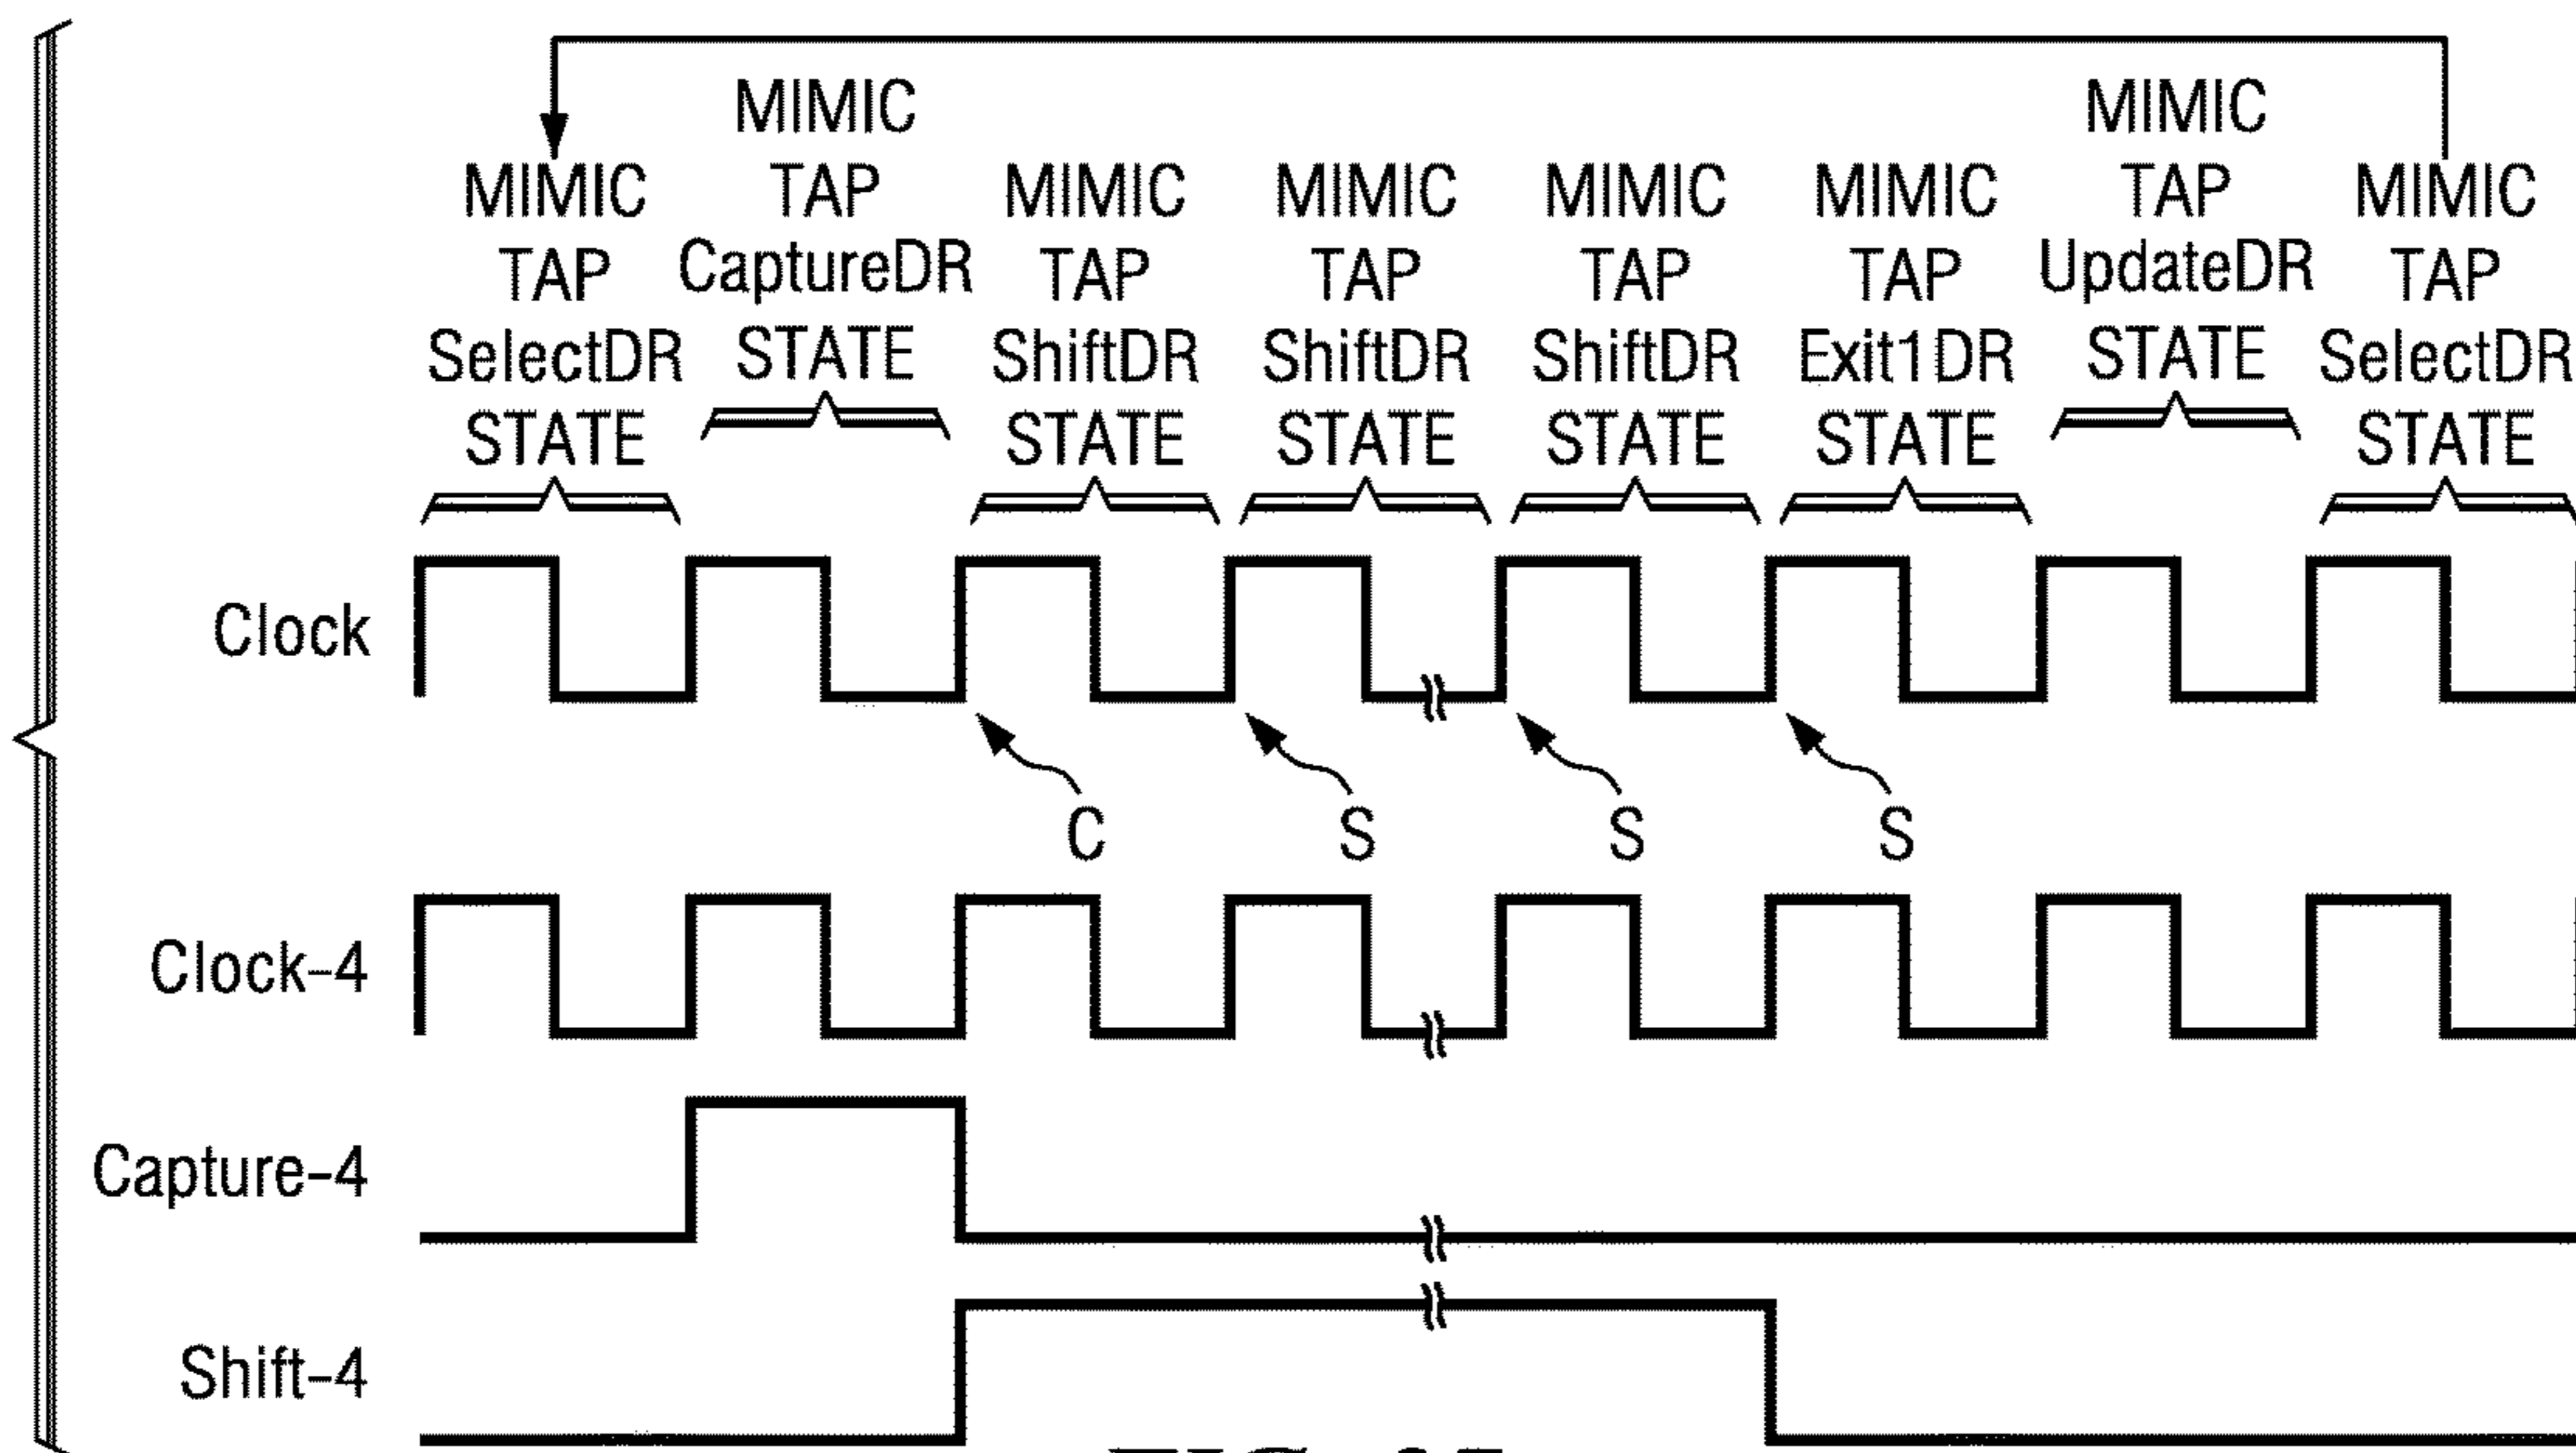 MIMIC
TAP
SelectDR
STATE
MIMIC
TAP
CaptureDR
STATE
MIMIC
TAP
ShiftDR
STATE
MIMIC
TAP
ShiftDR
STATE
MIMIC
TAP
ShiftDR
STATE
MIMIC
TAP
Exit1DR
STATE
MIMIC
TAP
UpdateDR
STATE
MIMIC
TAP
SelectDR
STATE
Clock
C
S
S
S
Clock-4
Capture-4
Shift-4